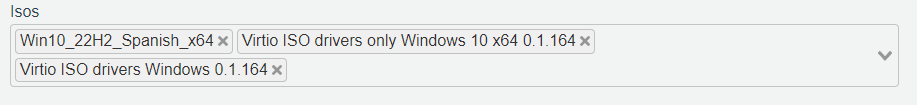 Isos
Win10_22H2_Spanish_x64 × Virtio ISO drivers only Windows 10 x64 0.1.164 ×
Virtio ISO drivers Windows 0.1.164 ×